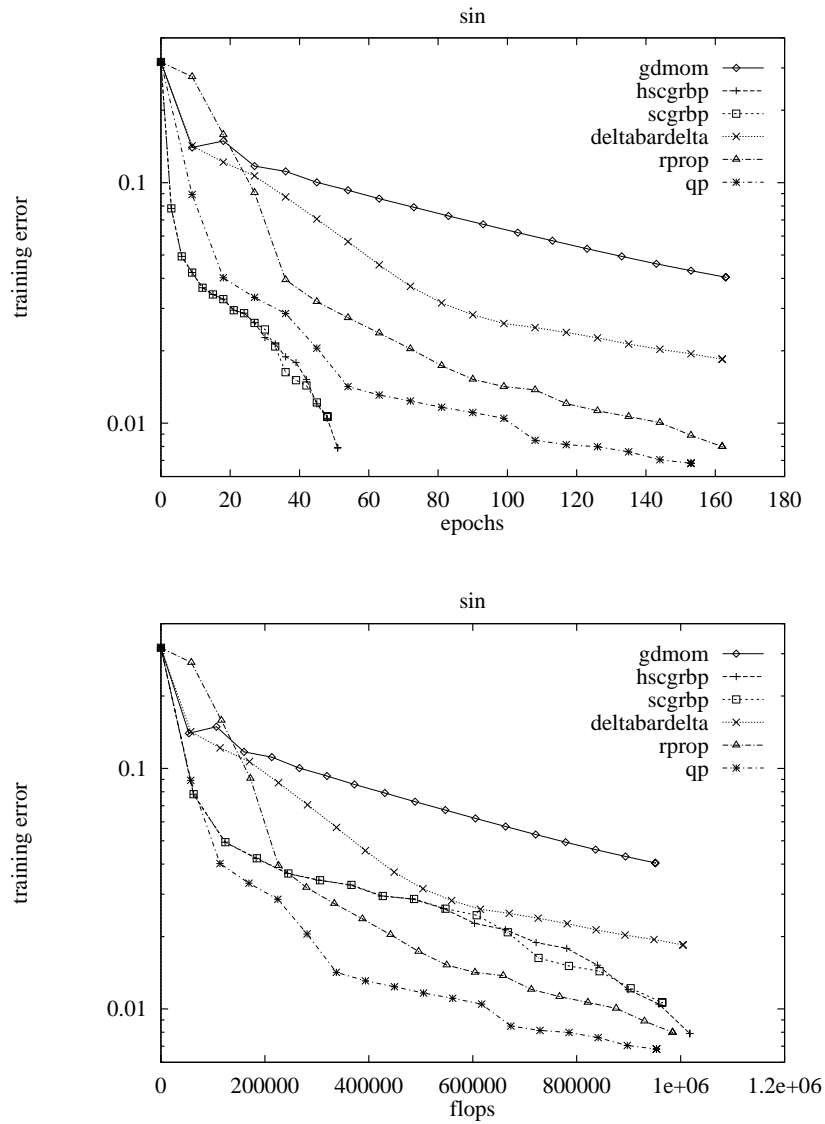 sin
training error
0.1
0.01
0 20 40 60 80 100 120 140 160 180
epochs
gdmom
hscgrbp
scgrbp
deltabardelta
rprop
qp
sin
training error
0.1
0.01
0 200000 400000 600000 800000 1e+06 1.2e+06
flops
gdmom
hscgrbp
scgrbp
deltabardelta
rprop
qp